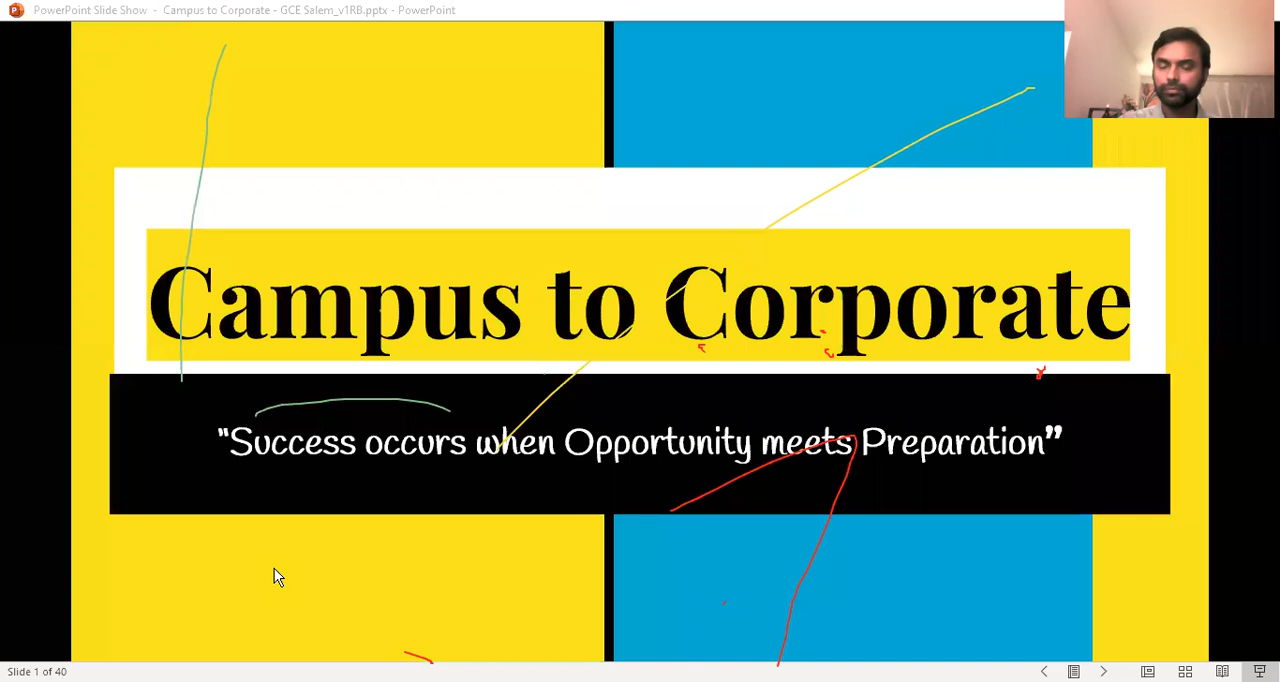 PowerPoint Slide Show - Campus to Corporate - GCE Salem_v1RB.pptx - PowerPoint
Campus to Corporate
"Success occurs when Opportunity meets Preparation”
Slide 1 of 40